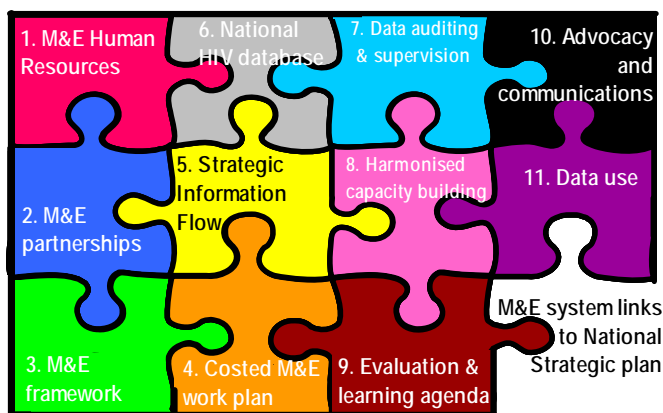 1. M&E Human
Resources
6. National
HIV database
7. Data auditing
& supervision
10. Advocacy
and
communications
2. M&E
partnerships
5. Strategic
Information
Flow
8. Harmonised
capacity building
11. Data use
3. M&E
framework
4. Costed M&E
work plan
9. Evaluation &
learning agenda
M&E system links
to National
Strategic plan